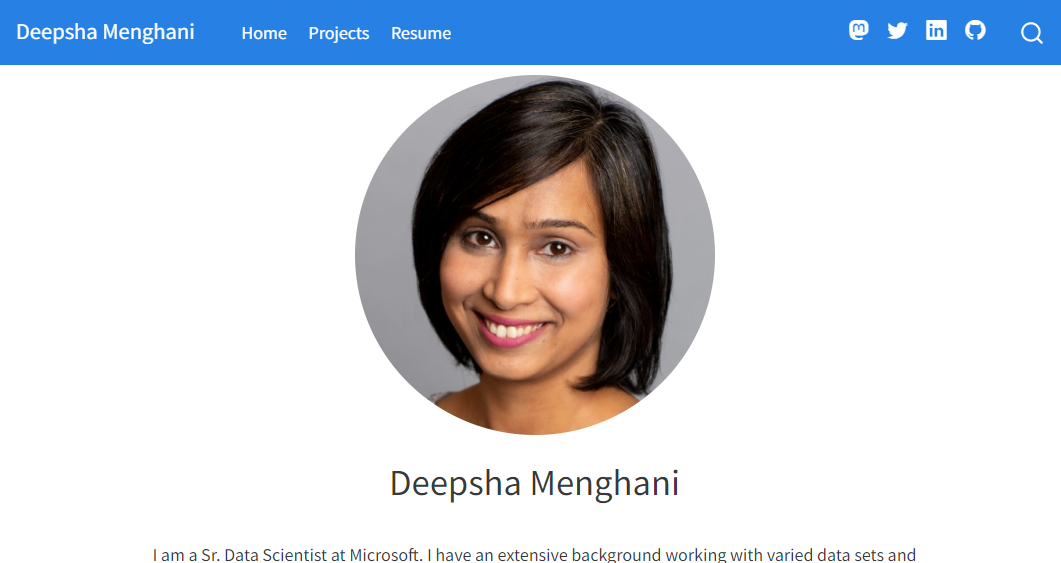 Deepsha Menghani Home Projects Resume
Deepsha Menghani
I am a Sr. Data Scientist at Microsoft. I have an extensive background working with varied data sets and